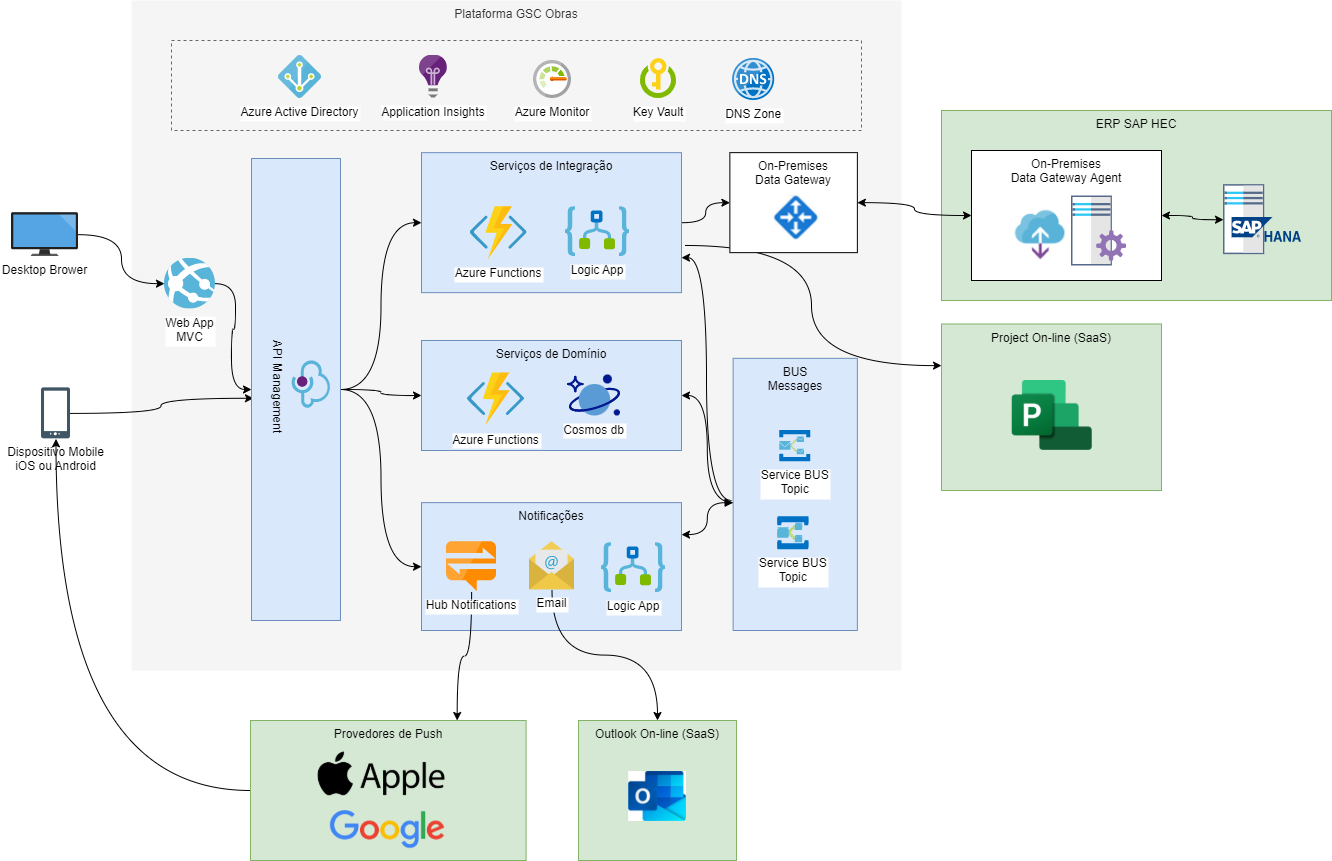 Plataforma GSC Obras
Azure Active Directory
Application Insights
Azure Monitor
Key Vault
DNS
DNS Zone
ERP SAP HEC
On-Premises
Data Gateway Agent
SAP
HANA
On-Premises
Data Gateway
Serviços de Integração
Azure Functions
Logic App
Desktop Brower
Web App
MVC
API Management
Dispositivo Mobile
iOS ou Android
Serviços de Domínio
Azure Functions
Cosmos db
BUS
Messages
Service BUS
Topic
Service BUS
Topic
Project On-line (SaaS)
P
Notificações
@
Hub Notifications
Email
Logic App
Provedores de Push
Apple
Google
Outlook On-line (SaaS)
O